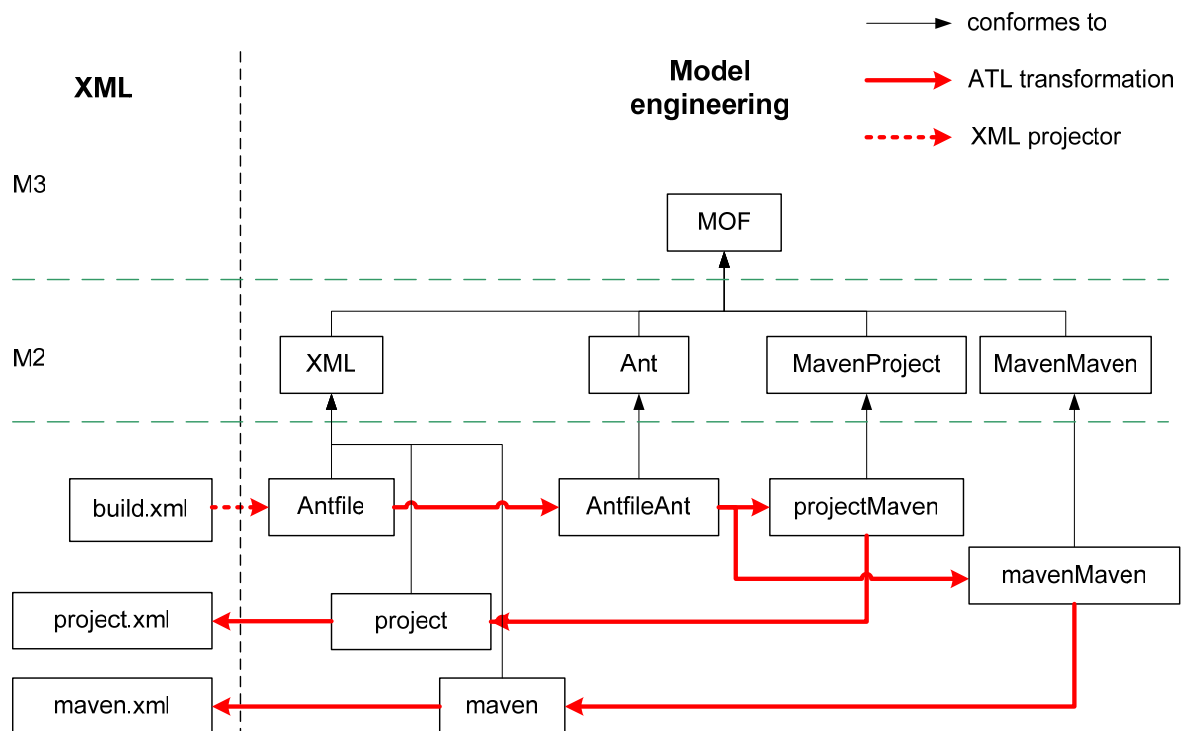 conformes to
XML
Model
engineering
ATL transformation
XML projector
M3
MOF
M2
XML
Ant
MavenProject
MavenMaven
build.xml
Antfile
AntfileAnt
projectMaven
mavenMaven
project.xml
project
maven.xml
maven